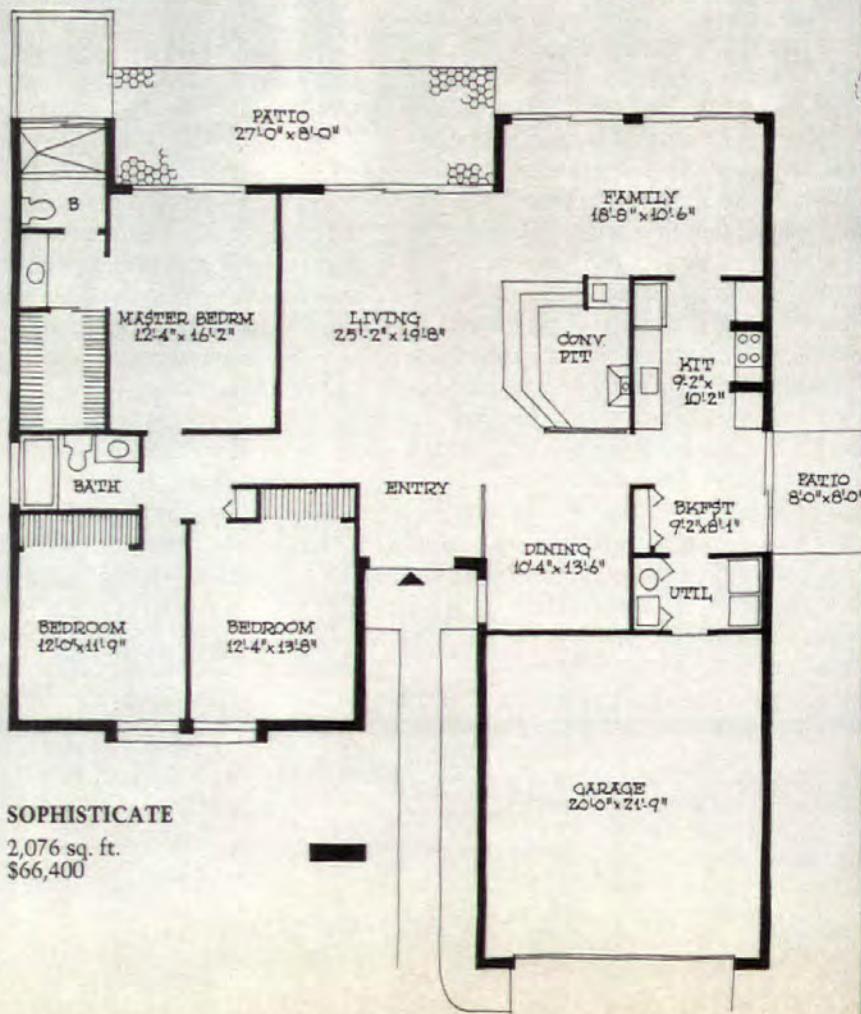 PATIO
27'-0" x 8'-0"
FAMILY
18'-8" x 10'-6"
B
MASTER BEDRM
12'-4" x 16'-2"
LIVING
25'-2" x 19'-8"
CONV.
PIT
KIT
9'-2" x
10'-2"
BATH
ENTRY
PATIO
8'-0" x 8'-0"
BKFST
9'-2" x 8'-1"
DINING
10'-4" x 13'-6"
UTIL
BEDROOM
12'-0" x 11'-9"
BEDROOM
12'-4" x 13'-8"
GARAGE
20'-0" x 21'-9"
SOPHISTICATE
2,076 sq. ft.
$66,400